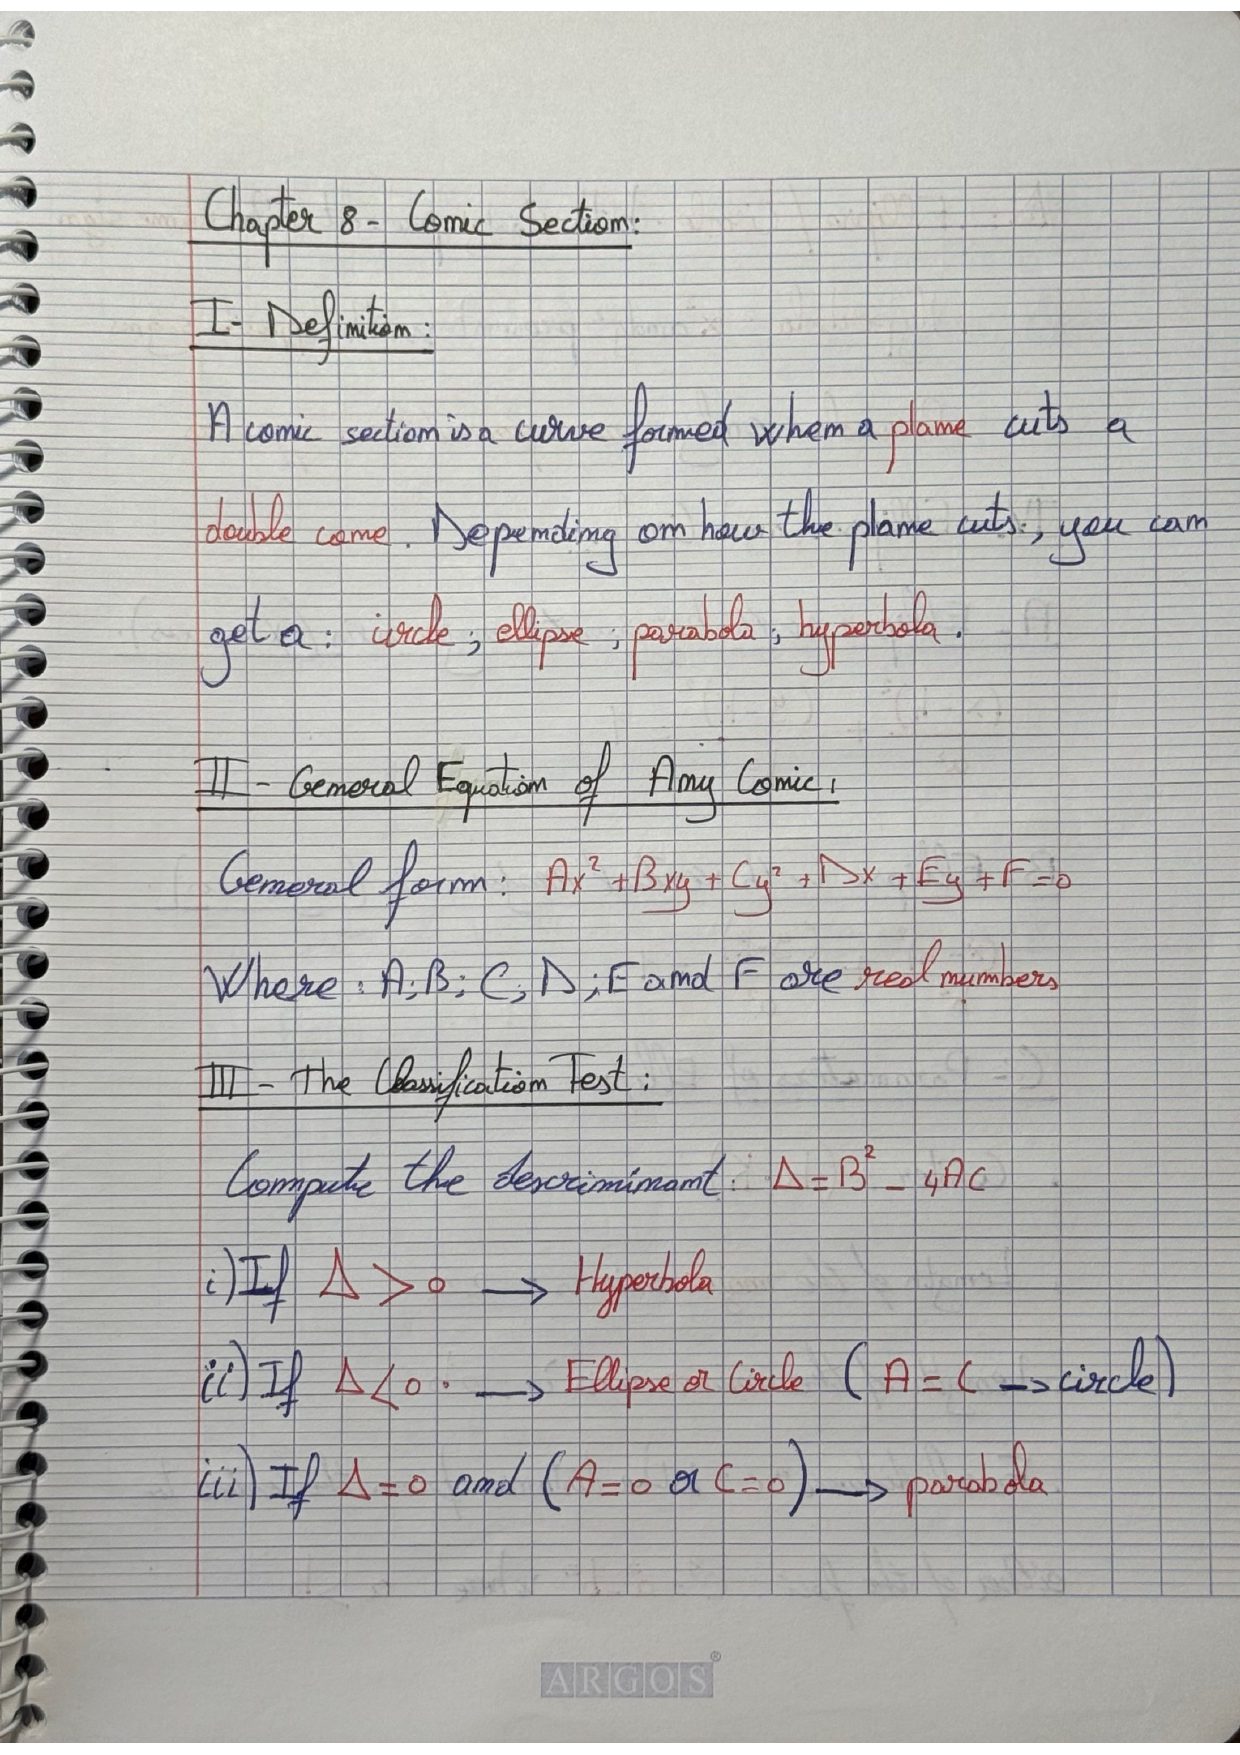 Chapter 8 - Conic Section:
I - Definition:
A conic section is a curve formed when a plane cuts a
double cone. Depending on how the plane cuts, you can
get a: circle; ellipse; parabola; hyperbola.
II - General Equation of Any Conic:
General form: Ax² + Bxy + Cy² + Dx + Ey + F = 0
Where: A; B; C; D; E and F are real numbers
III - The Classification Test:
Compute the descriminant: Δ = B² - 4AC
i) If Δ > 0 → Hyperbola
ii) If Δ < 0 → Ellipse or Circle (A = C → circle)
iii) If Δ = 0 and (A = 0 or C = 0) → parabola
ARGOS®